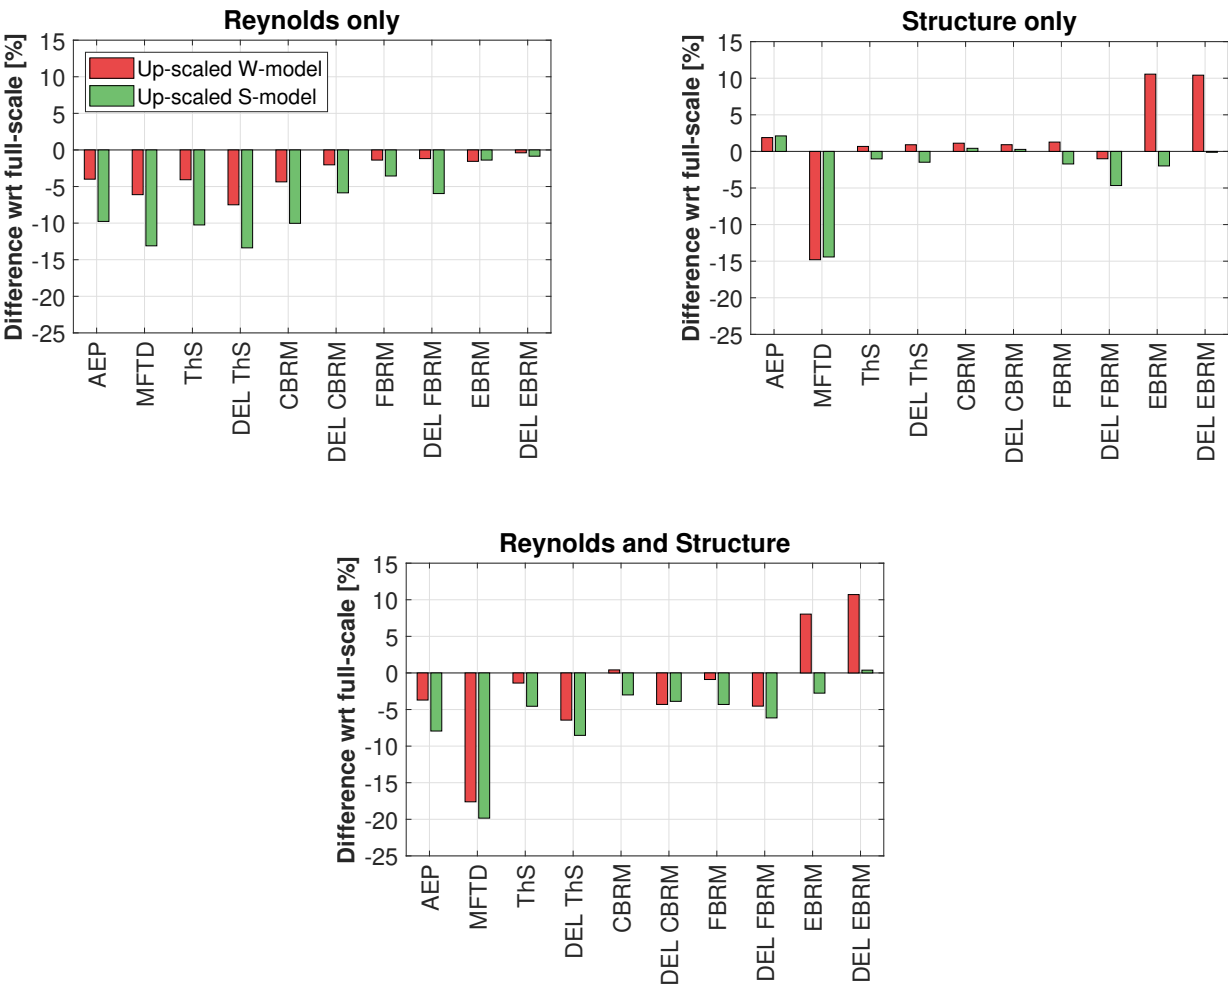 Reynolds only
Difference wrt full-scale [%]
15
10
5
0
-5
-10
-15
-20
-25
Up-scaled W-model
Up-scaled S-model
AEP
MFTD
ThS
DEL ThS
CBRM
DEL CBRM
FBRM
DEL FBRM
EBRM
DEL EBRM
Structure only
Difference wrt full-scale [%]
15
10
5
0
-5
-10
-15
-20
-25
AEP
MFTD
ThS
DEL ThS
CBRM
DEL CBRM
FBRM
DEL FBRM
EBRM
DEL EBRM
Reynolds and Structure
Difference wrt full-scale [%]
15
10
5
0
-5
-10
-15
-20
-25
AEP
MFTD
ThS
DEL ThS
CBRM
DEL CBRM
FBRM
DEL FBRM
EBRM
DEL EBRM